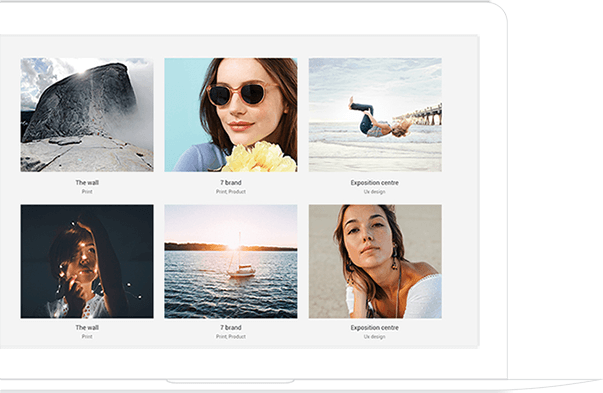 The wall
Print
7 brand
Print; Product
Exposition centre
Ux design
The wall
Print
7 brand
Print; Product
Exposition centre
Ux design